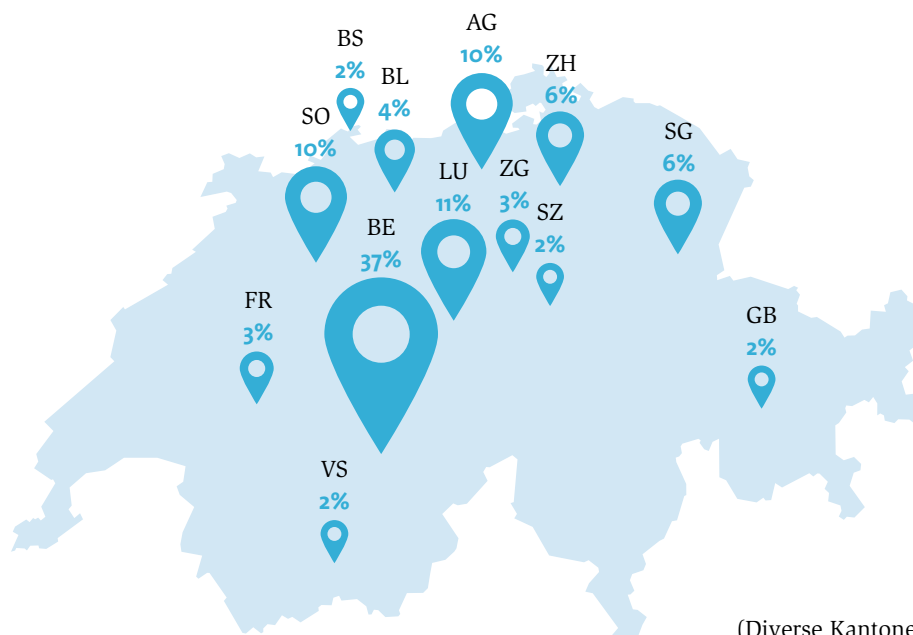 AG
10%
BS
2%
ZH
6%
BL
4%
SO
10%
SG
6%
LU
11%
ZG
3%
SZ
2%
BE
37%
FR
3%
GB
2%
VS
2%
(Diverse Kantone